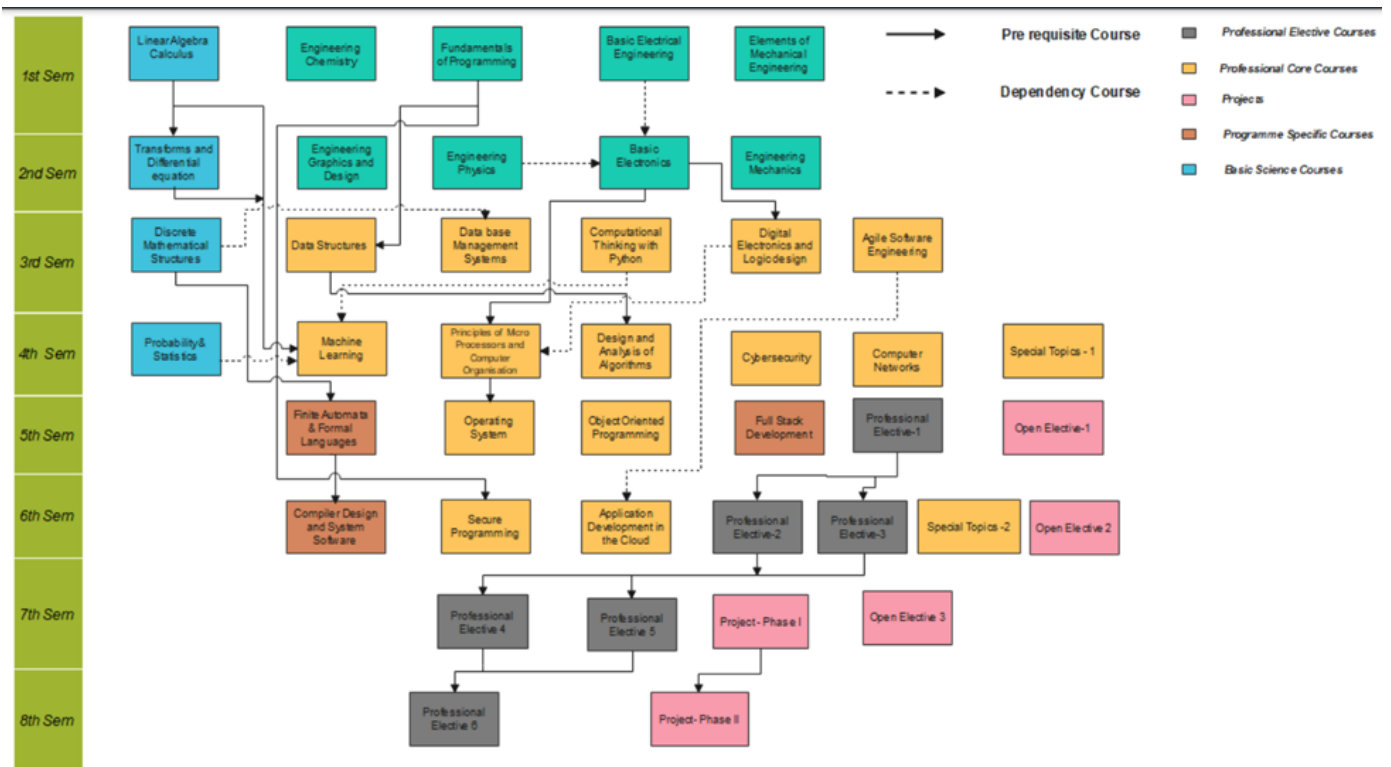 1st Sem
Linear Algebra
Calculus
Engineering
Chemistry
Fundamentals
of Programming
Basic Electrical
Engineering
Elements of
Mechanical
Engineering
Pre requisite Course
Dependency Course
Professional Elective Courses
Professional Core Courses
Projects
Programme Specific Courses
Basic Science Courses
2nd Sem
Transforms and
Differential
equation
Engineering
Graphics and
Design
Engineering
Physics
Basic
Electronics
Engineering
Mechanics
3rd Sem
Discrete
Mathematical
Structures
Data Structures
Data base
Management
Systems
Computational
Thinking with
Python
Digital
Electronics and
Logic design
Agile Software
Engineering
4th Sem
Probability &
Statistics
Machine
Learning
Principles of Micro
Processors and
Computer
Organisation
Design and
Analysis of
Algorithms
Cybersecurity
Computer
Networks
Special Topics - 1
5th Sem
Finite Automata
& Formal
Languages
Operating
System
Object Oriented
Programming
Full Stack
Development
Professional
Elective-1
Open Elective-1
6th Sem
Compiler Design
and System
Software
Secure
Programming
Application
Development in
the Cloud
Professional
Elective-2
Professional
Elective-3
Special Topics -2
Open Elective 2
7th Sem
Professional
Elective 4
Professional
Elective 5
Project- Phase I
Open Elective 3
8th Sem
Professional
Elective 6
Project- Phase II